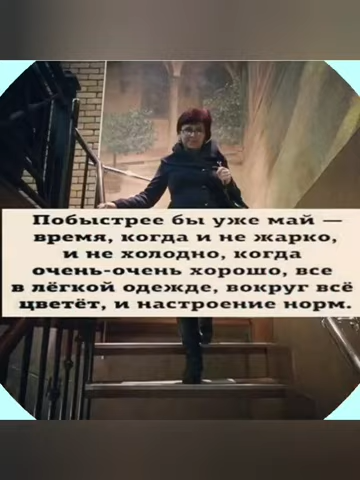 Побыстрее бы уже май —
время, когда и не жарко,
и не холодно, когда
очень-очень хорошо, все
в лёгкой одежде, вокруг всё
цветёт, и настроение норм.